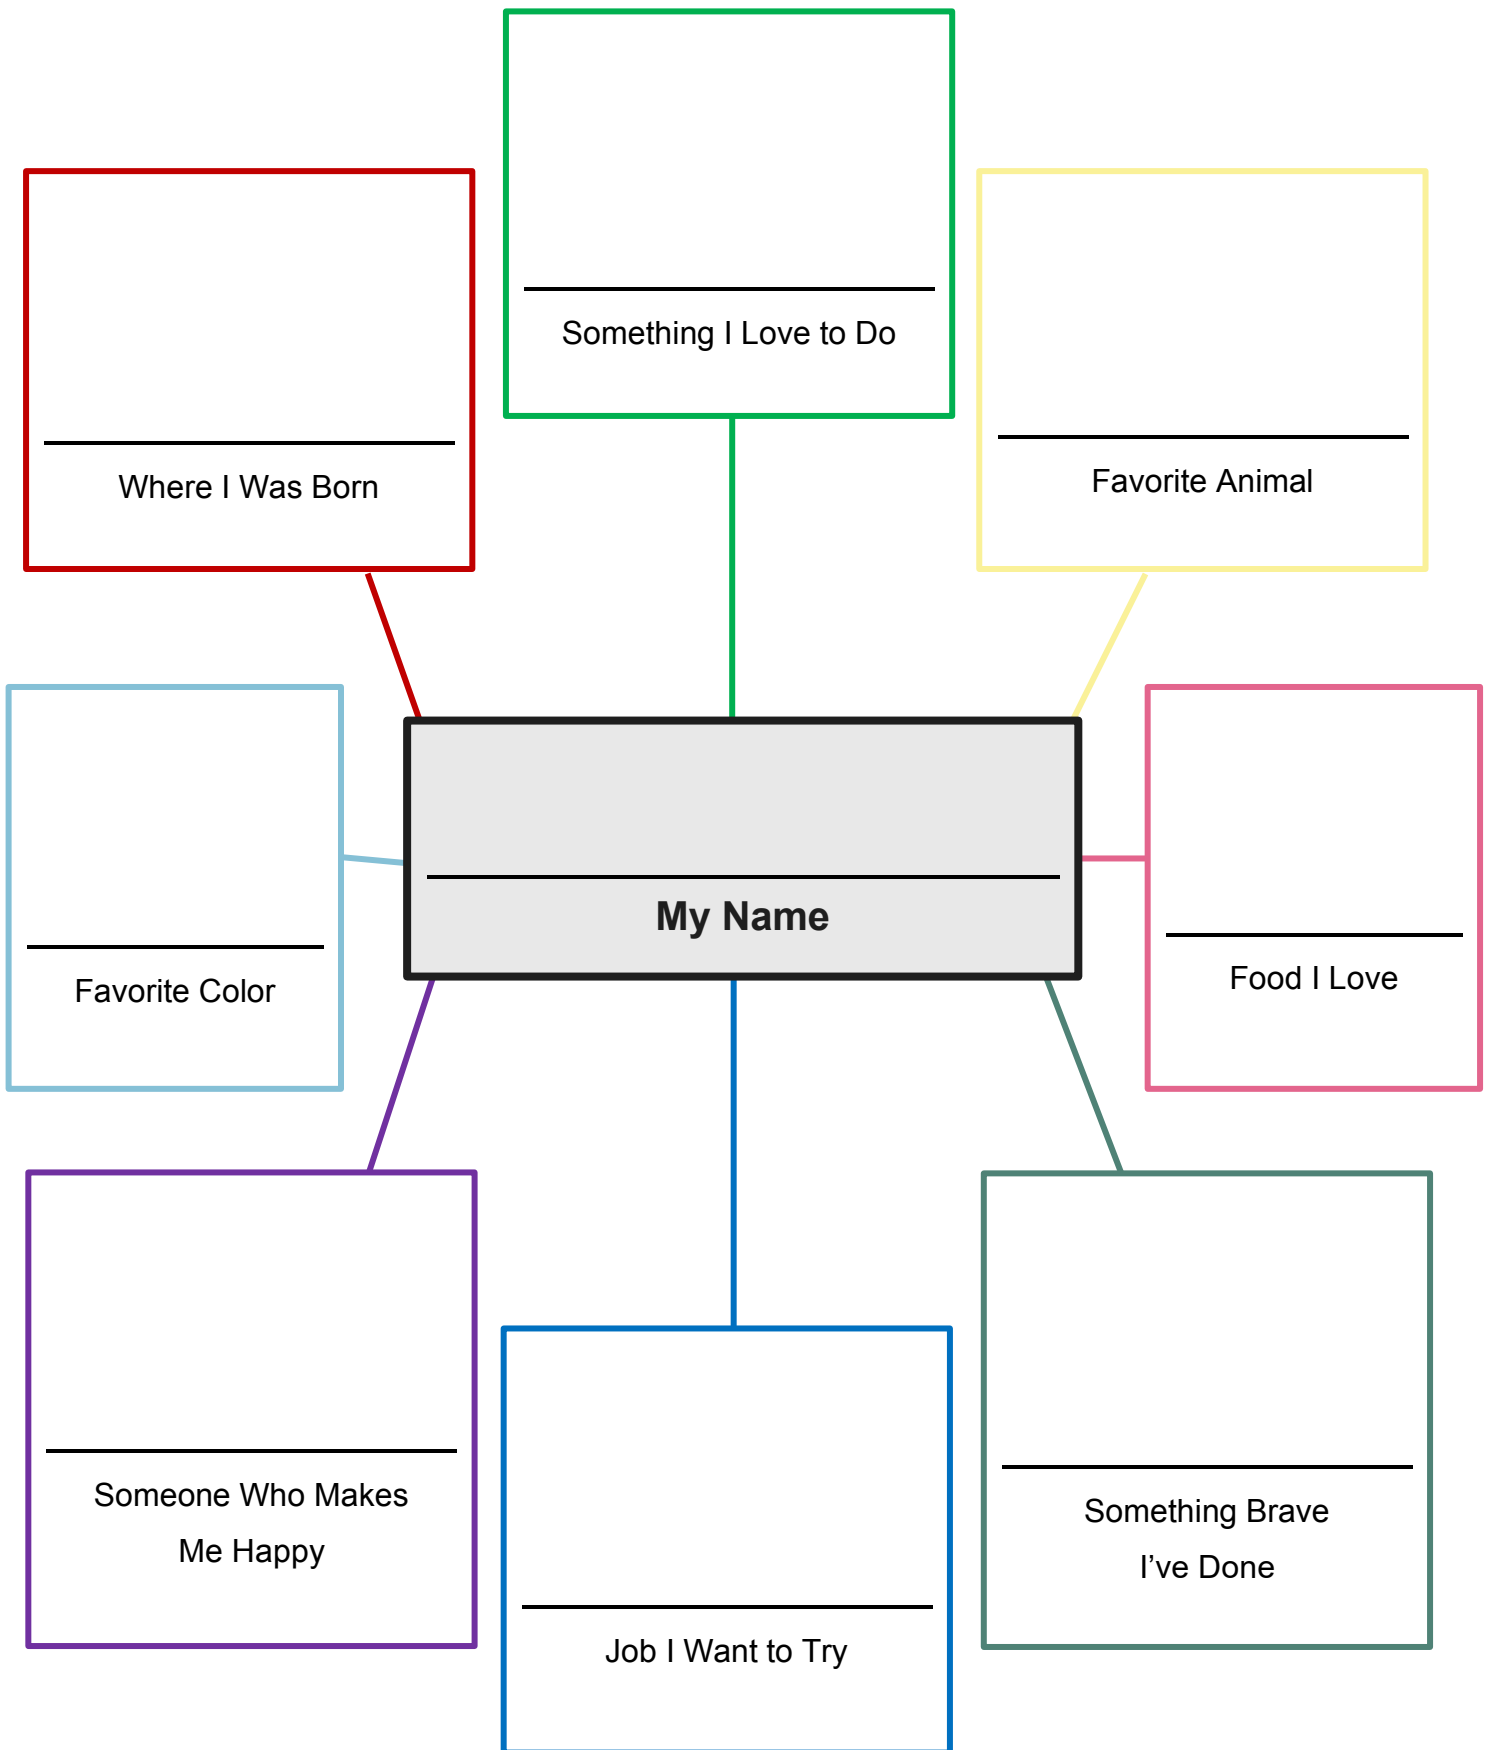 Something I Love to Do
Where I Was Born
Favorite Animal
My Name
Favorite Color
Food I Love
Someone Who Makes
Me Happy
Something Brave
I’ve Done
Job I Want to Try